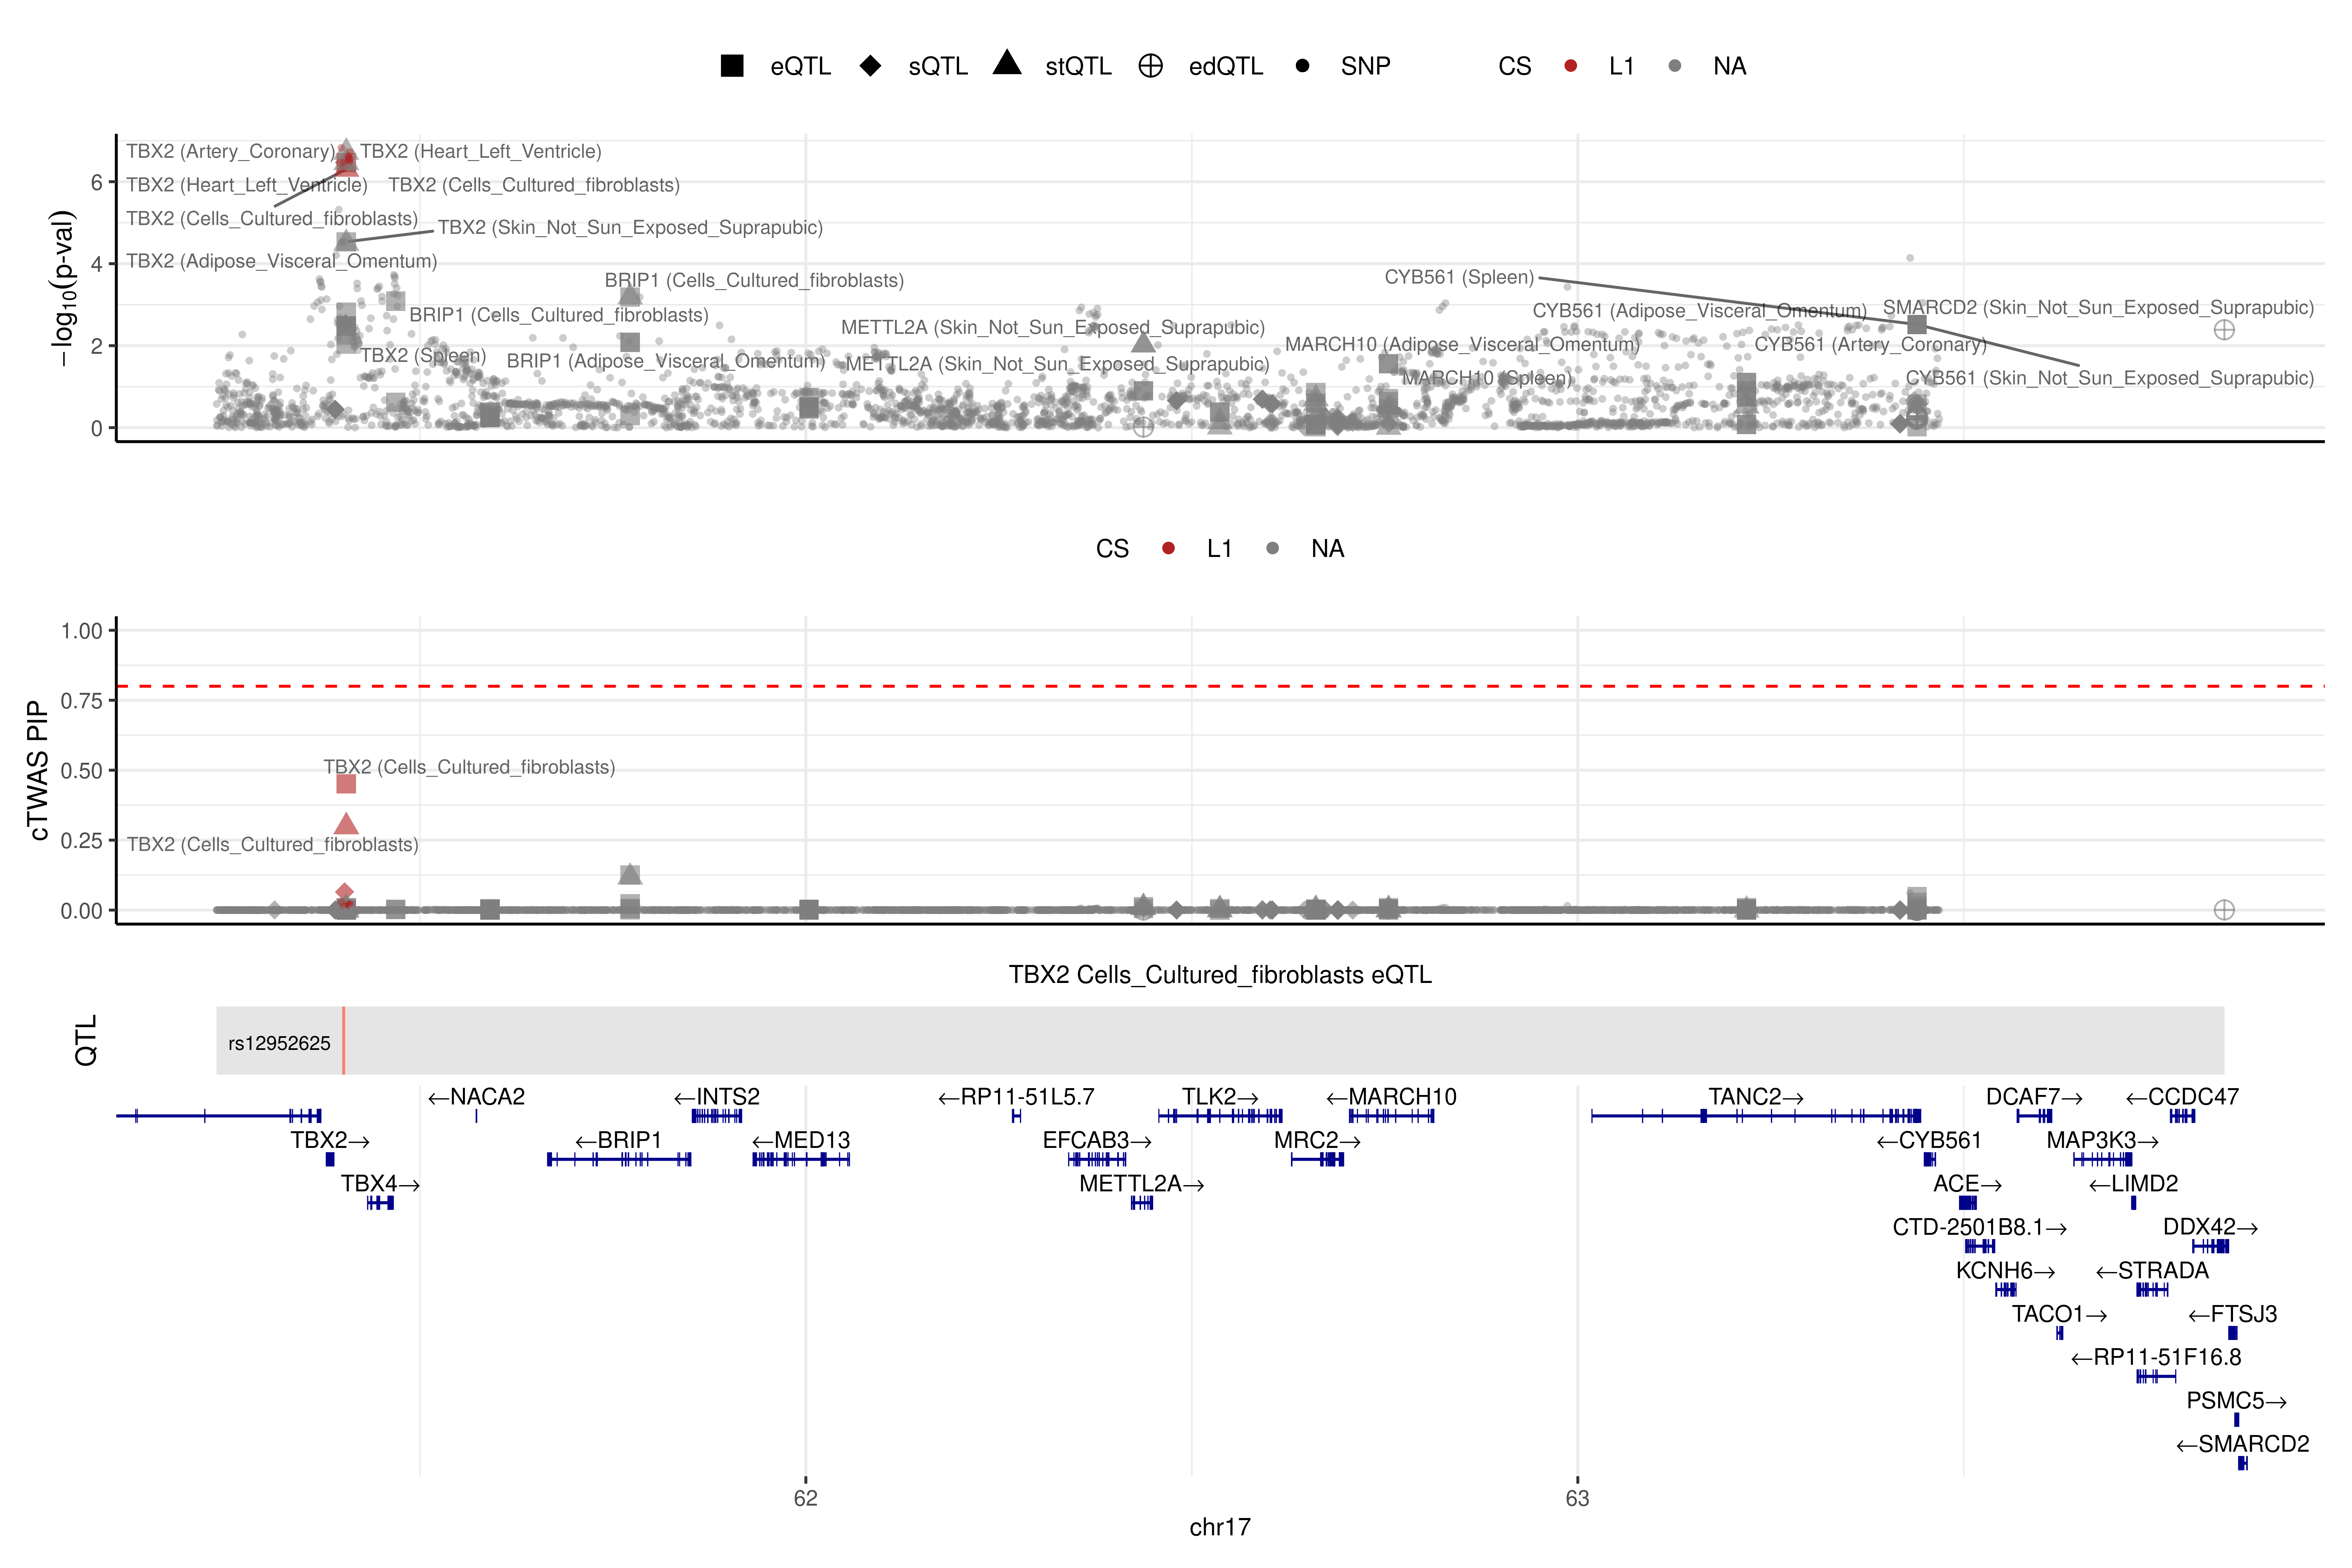 eQTL sQTL stQTL edQTL SNP CS L1 NA
−log10(p-val)
6
4
2
0
TBX2 (Artery_Coronary) TBX2 (Heart_Left_Ventricle)
TBX2 (Heart_Left_Ventricle) TBX2 (Cells_Cultured_fibroblasts)
TBX2 (Cells_Cultured_fibroblasts)
TBX2 (Skin_Not_Sun_Exposed_Suprapubic)
TBX2 (Adipose_Visceral_Omentum)
BRIP1 (Cells_Cultured_fibroblasts)
CYB561 (Spleen)
SMARCD2 (Skin_Not_Sun_Exposed_Suprapubic)
CYB561 (Adipose_Visceral_Omentum)
BRIP1 (Cells_Cultured_fibroblasts)
METTL2A (Skin_Not_Sun_Exposed_Suprapubic)
MARCH10 (Adipose_Visceral_Omentum)
CYB561 (Artery_Coronary)
TBX2 (Spleen)
BRIP1 (Adipose_Visceral_Omentum)
METTL2A (Skin_Not_Sun_Exposed_Suprapubic)
MARCH10 (Spleen)
CYB561 (Skin_Not_Sun_Exposed_Suprapubic)
CS L1 NA
cTWAS PIP
1.00
0.75
0.50
0.25
0.00
TBX2 (Cells_Cultured_fibroblasts)
TBX2 (Cells_Cultured_fibroblasts)
TBX2 Cells_Cultured_fibroblasts eQTL
QTL
rs12952625
←NACA2 ←INTS2 ←RP11-51L5.7 TLK2→ ←MARCH10 TANC2→ DCAF7→ ←CCDC47
TBX2→ ←BRIP1 ←MED13 EFCAB3→ MRC2→ ←CYB561 MAP3K3→
TBX4→ METTL2A→ ACE→ ←LIMD2
CTD-2501B8.1→ DDX42→
KCNH6→ ←STRADA
TACO1→ ←FTSJ3
←RP11-51F16.8
PSMC5→
←SMARCD2
62 63
chr17